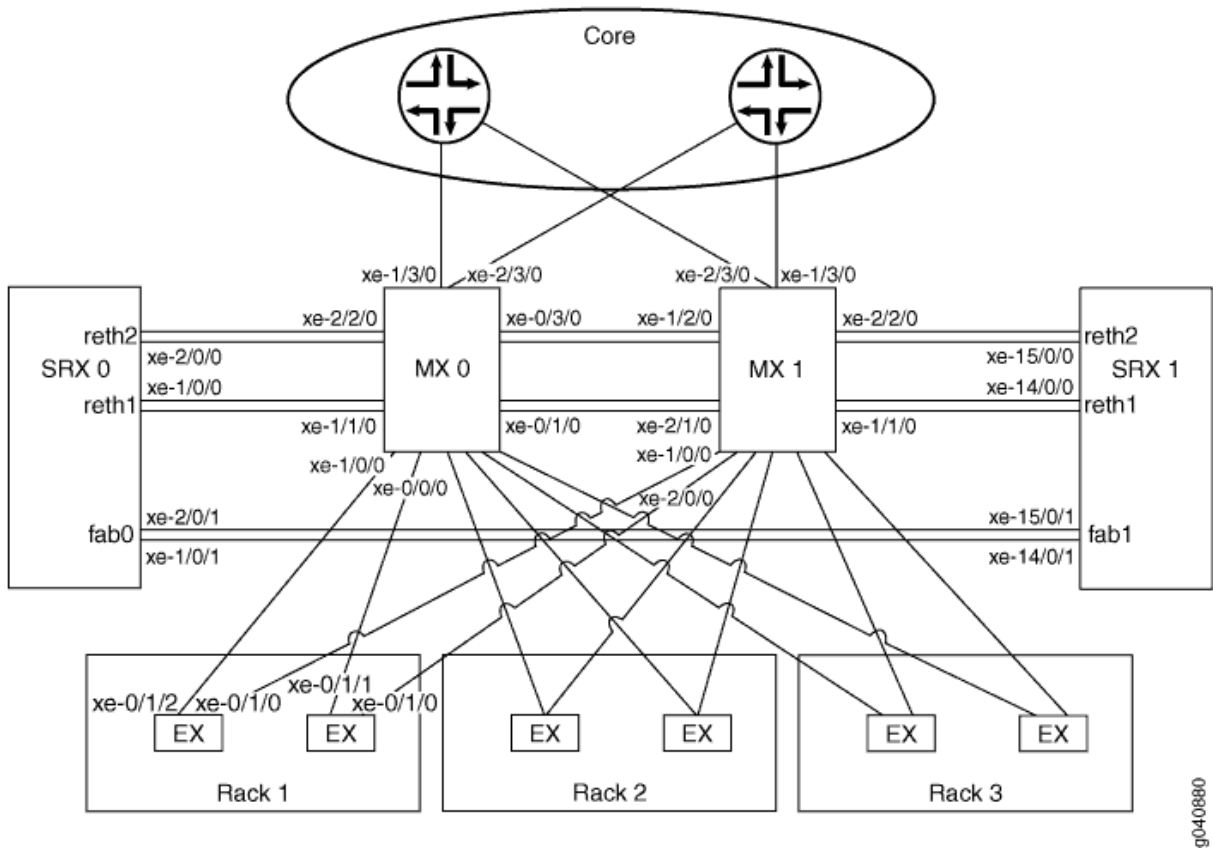 Core
xe-1/3/0 xe-2/3/0 xe-2/3/0 xe-1/3/0
xe-2/2/0 xe-0/3/0 xe-1/2/0 xe-2/2/0
reth2 reth2
xe-2/0/0 xe-15/0/0
SRX 0 MX 0 MX 1 SRX 1
xe-1/0/0 xe-14/0/0
reth1 reth1
xe-1/1/0 xe-0/1/0 xe-2/1/0 xe-1/1/0
xe-1/0/0 xe-1/0/0
xe-0/0/0 xe-2/0/0
xe-2/0/1 xe-15/0/1
fab0 fab1
xe-1/0/1 xe-14/0/1
xe-0/1/2 xe-0/1/0 xe-0/1/1 xe-0/1/0
EX EX EX EX EX EX
Rack 1 Rack 2 Rack 3
g040880